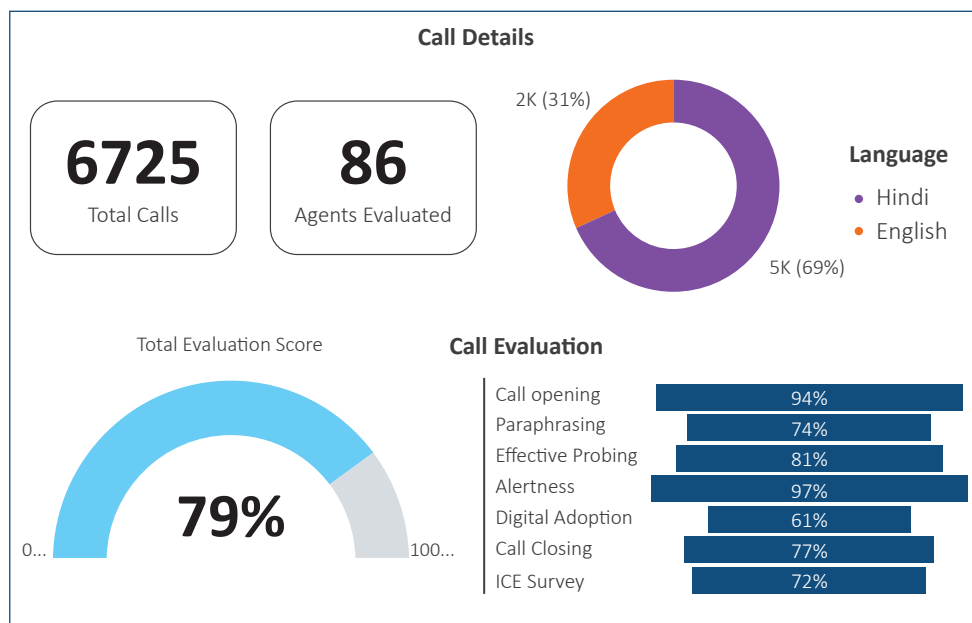 Call Details
6725
Total Calls
86
Agents Evaluated
2K (31%)
5K (69%)
Language
Hindi
English
Total Evaluation Score
79%
0...
100...
Call Evaluation
Call opening 94%
Paraphrasing 74%
Effective Probing 81%
Alertness 97%
Digital Adoption 61%
Call Closing 77%
ICE Survey 72%